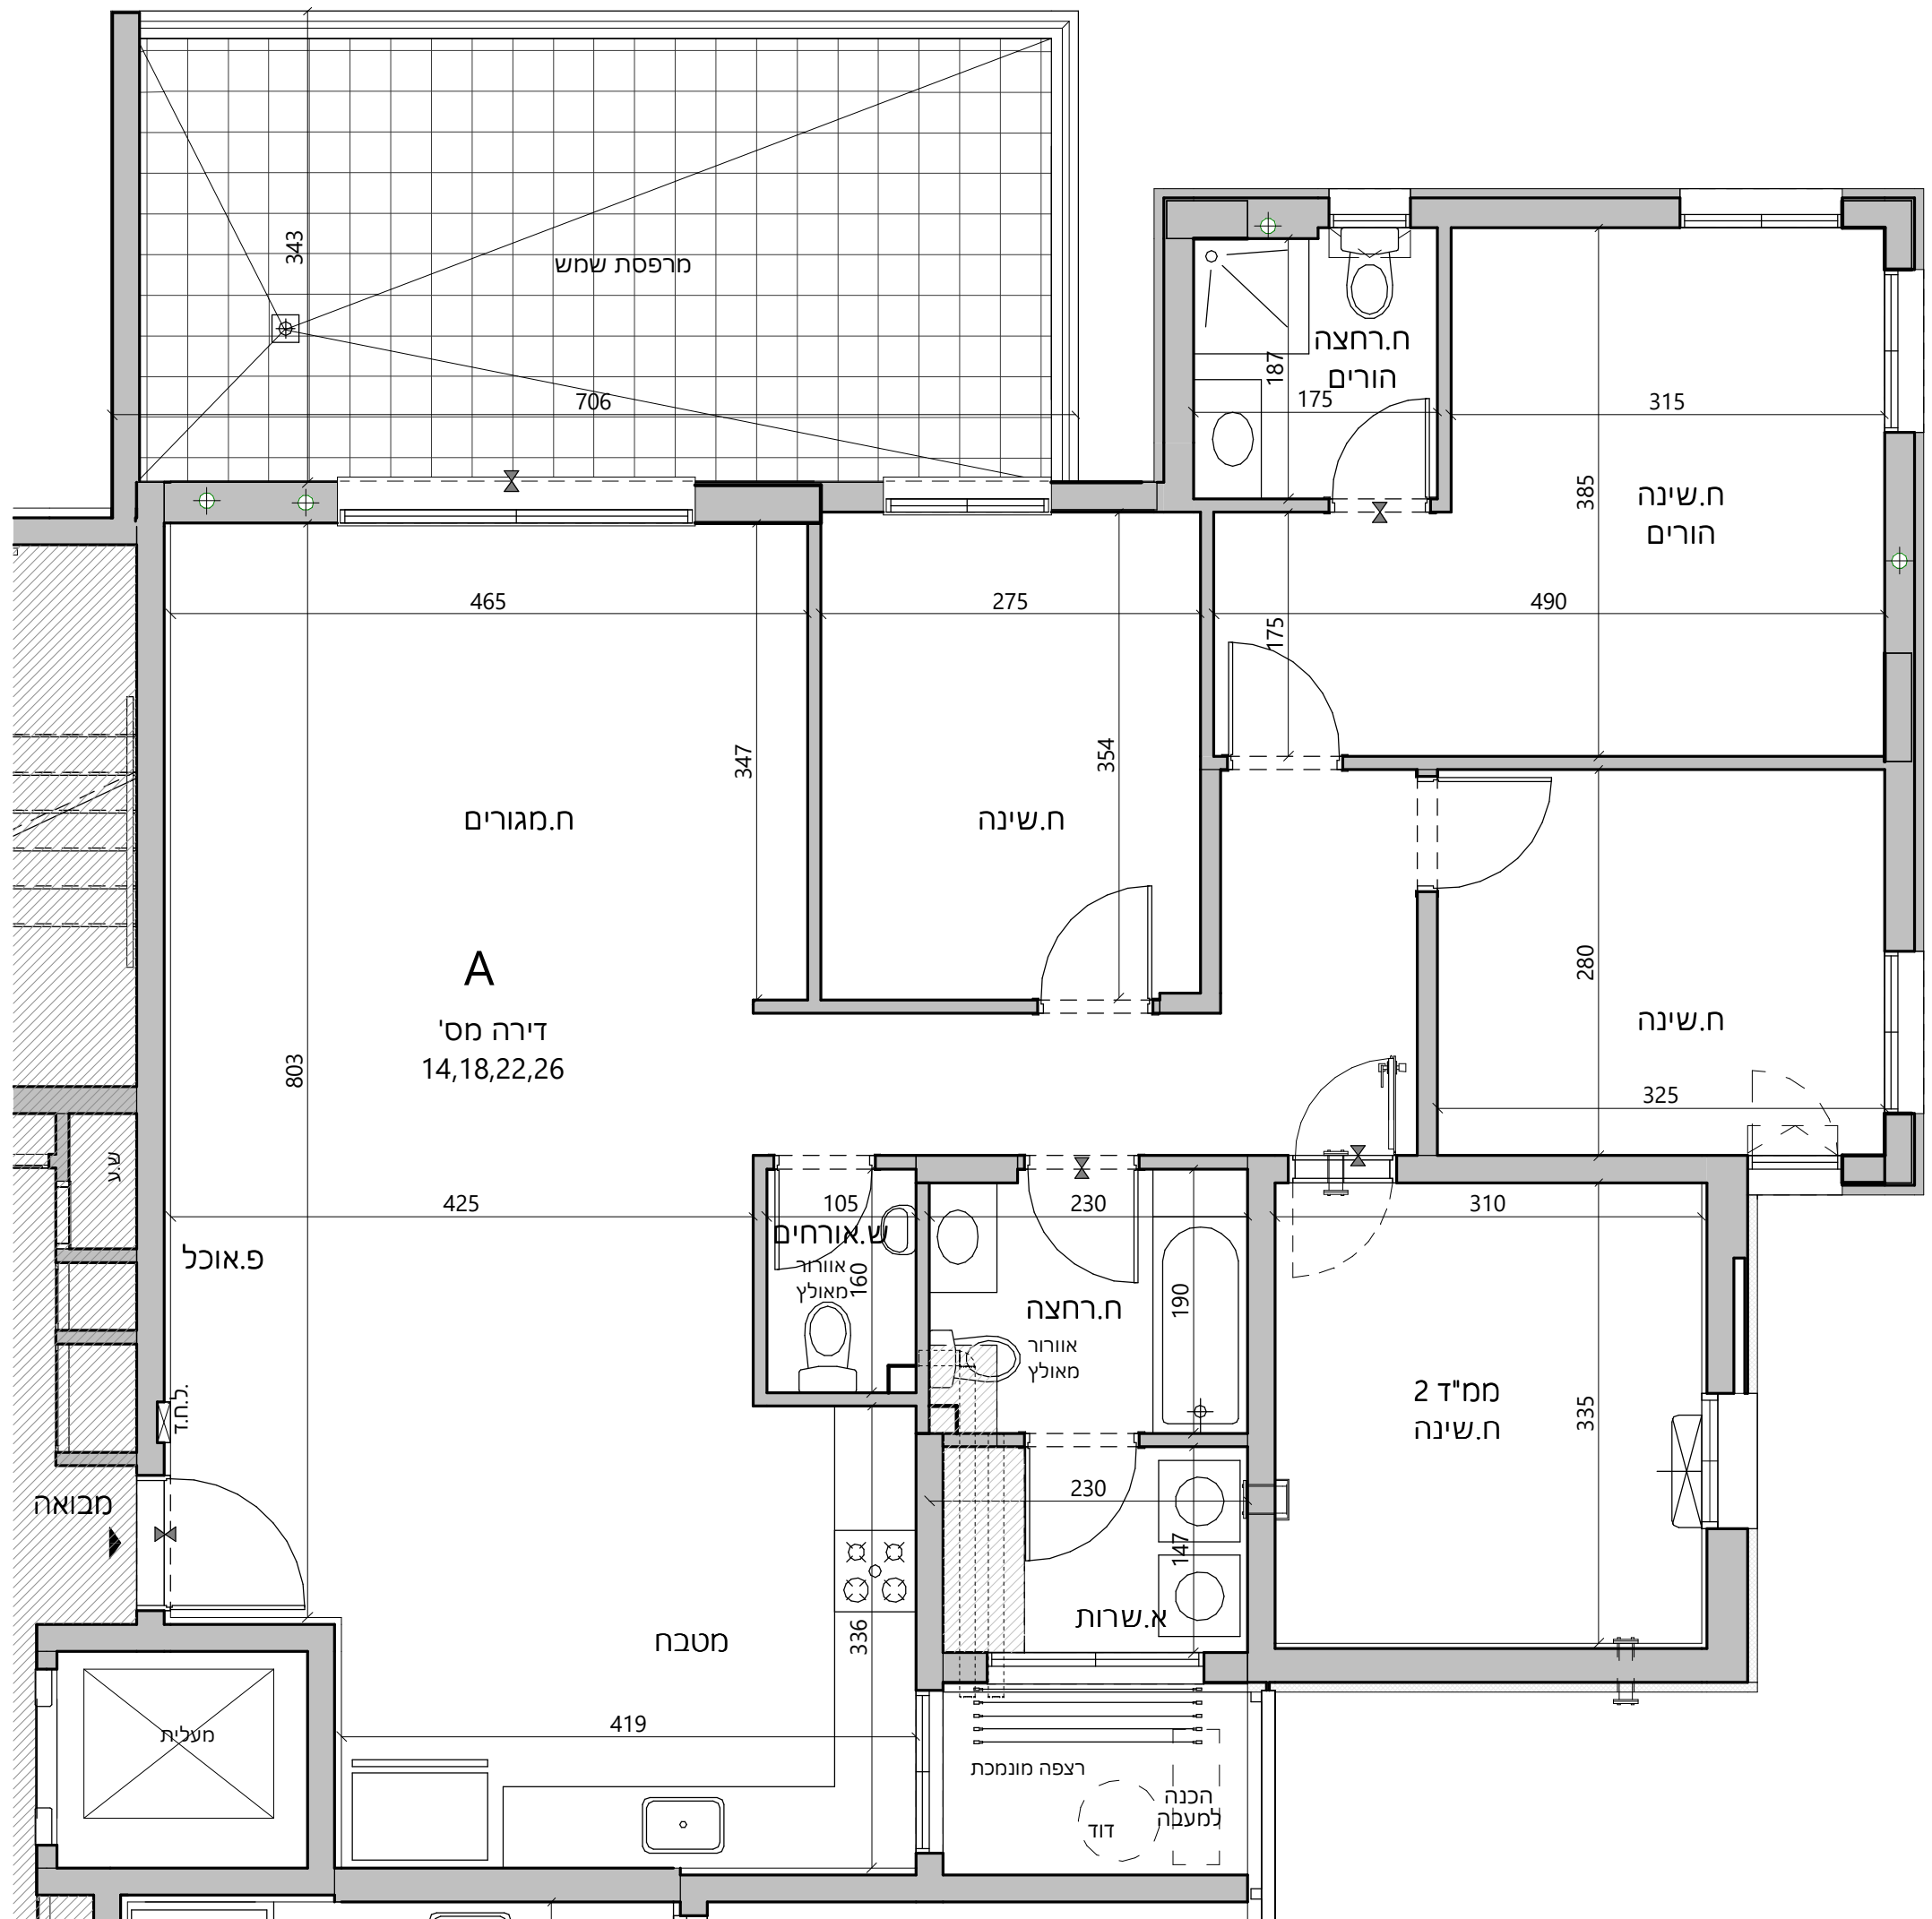 343
מרפסת שמש
706
ח.רחצה
הורים
187
175
315
385
ח.שינה
הורים
465
275
490
175
347
354
ח.מגורים
ח.שינה
A
דירה מס'
14,18,22,26
803
280
ח.שינה
325
ש.ע
425
105
230
310
ש.אורחים
אוורור
מאולץ
160
פ.אוכל
190
ח.רחצה
אוורור
מאולץ
ממ"ד 2
ח.שינה
335
ל.ח.ד.
מבואה
230
147
א.שרות
מטבח
336
מעלית
419
רצפה מונמכת
הכנה
למעבה
דוד